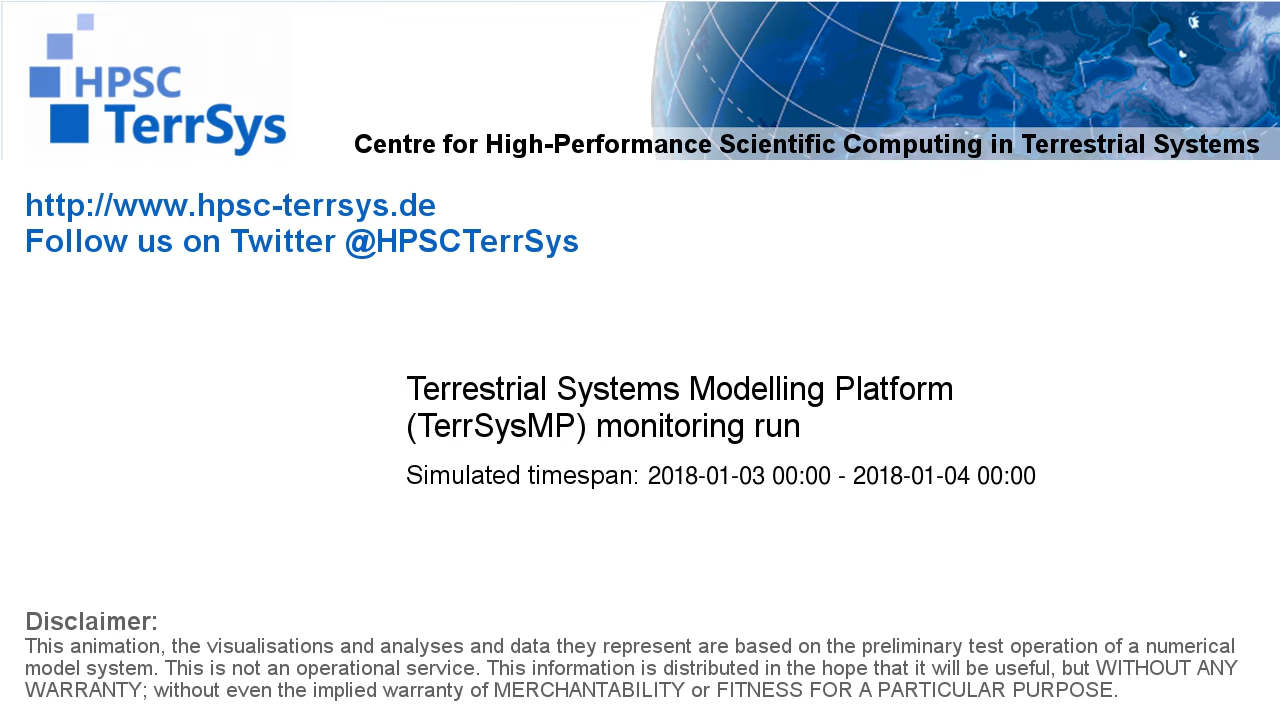 HPSC
TerrSys
Centre for High-Performance Scientific Computing in Terrestrial Systems
http://www.hpsc-terrsys.de
Follow us on Twitter @HPSCTerrSys
Terrestrial Systems Modelling Platform
(TerrSysMP) monitoring run
Simulated timespan: 2018-01-03 00:00 - 2018-01-04 00:00
Disclaimer:
This animation, the visualisations and analyses and data they represent are based on the preliminary test operation of a numerical
model system. This is not an operational service. This information is distributed in the hope that it will be useful, but WITHOUT ANY
WARRANTY; without even the implied warranty of MERCHANTABILITY or FITNESS FOR A PARTICULAR PURPOSE.